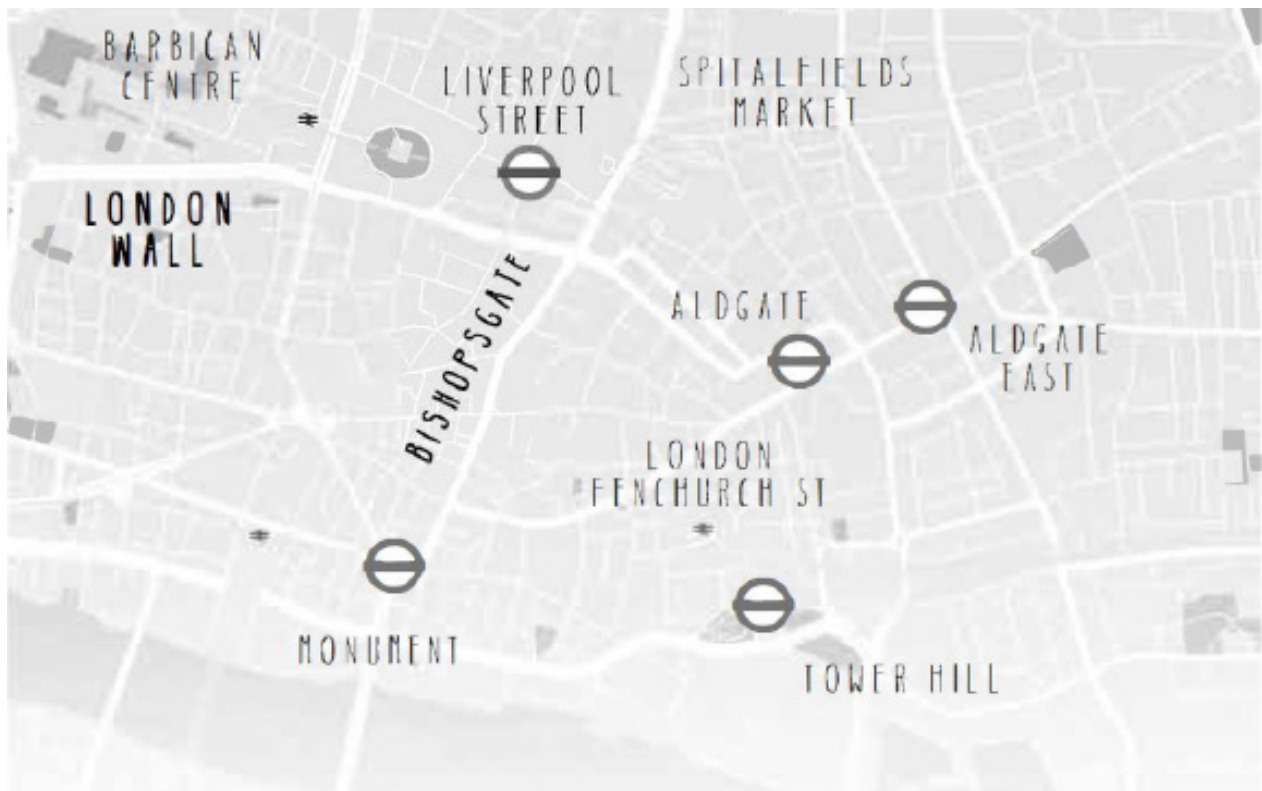 BARBICAN
CENTRE
LIVERPOOL
STREET
SPITALFIELDS
MARKET
LONDON
WALL
BISHOPSGATE
ALDGATE
ALDGATE
EAST
LONDON
FENCHURCH ST
MONUMENT
TOWER HILL